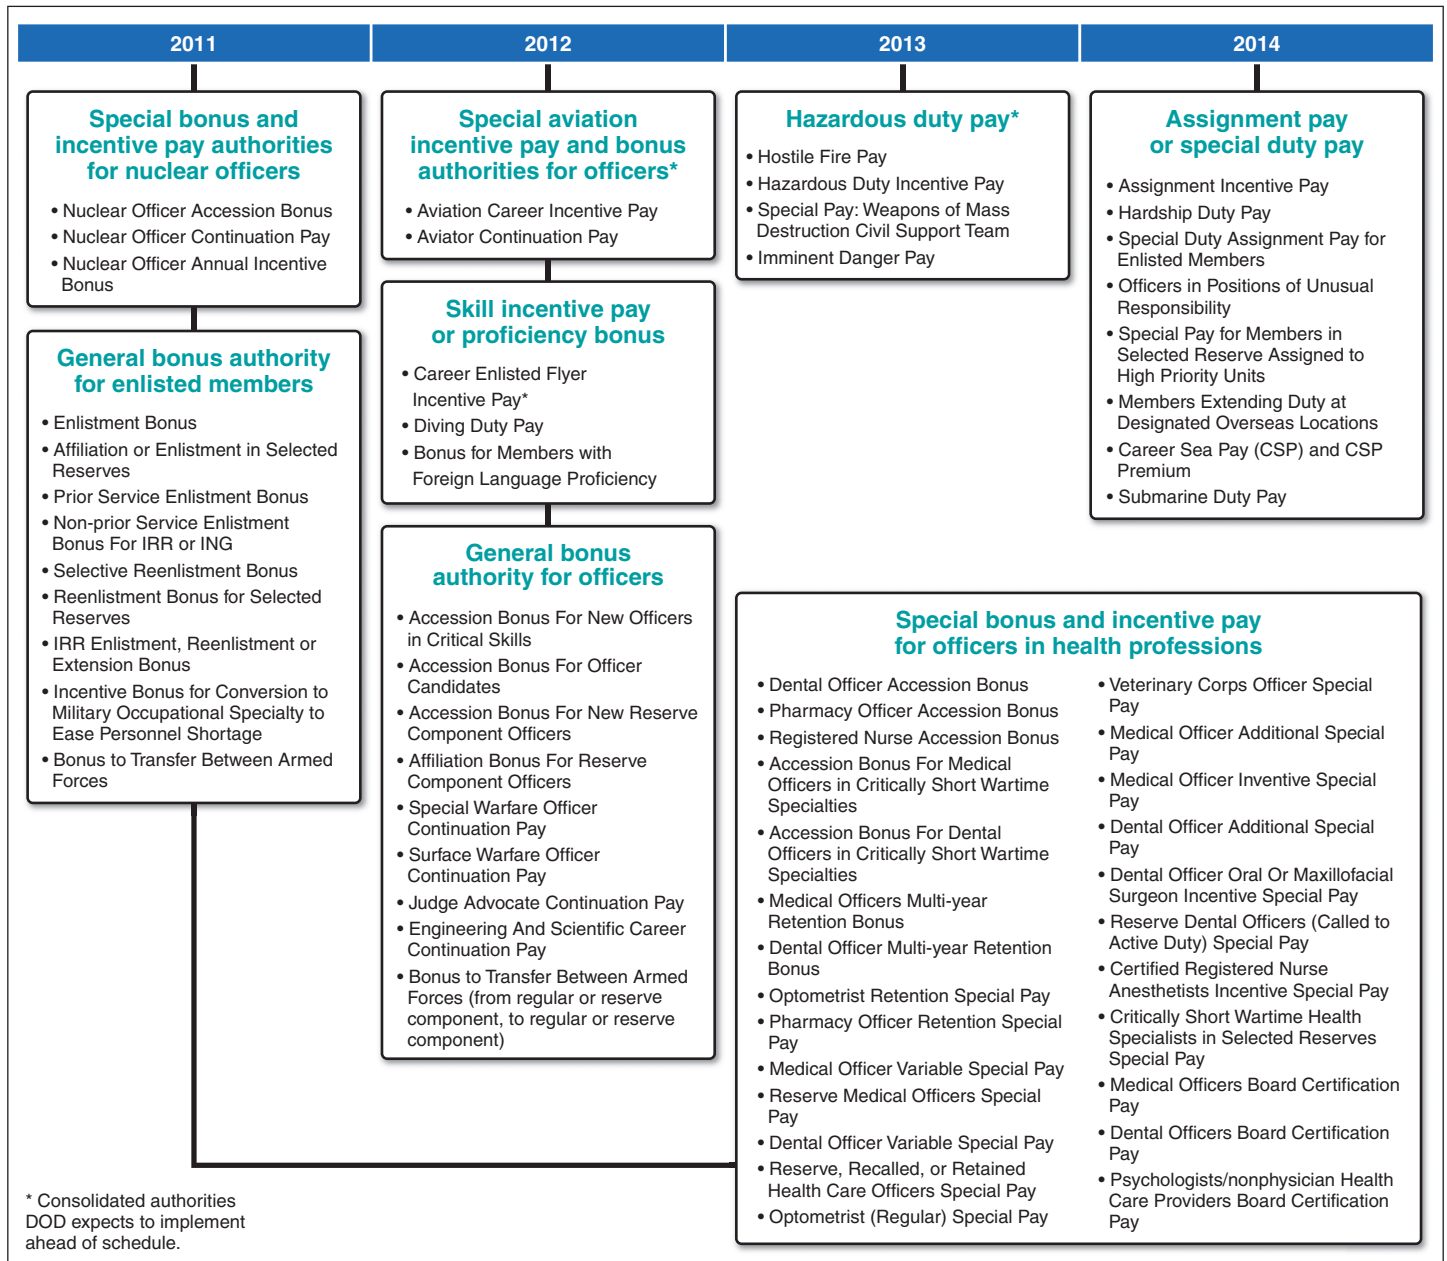 2011
2012
2013
2014
Special bonus and
incentive pay authorities
for nuclear officers
• Nuclear Officer Accession Bonus
• Nuclear Officer Continuation Pay
• Nuclear Officer Annual Incentive
Bonus
General bonus authority
for enlisted members
• Enlistment Bonus
• Affiliation or Enlistment in Selected
Reserves
• Prior Service Enlistment Bonus
• Non-prior Service Enlistment
Bonus For IRR or ING
• Selective Reenlistment Bonus
• Reenlistment Bonus for Selected
Reserves
• IRR Enlistment, Reenlistment or
Extension Bonus
• Incentive Bonus for Conversion to
Military Occupational Specialty to
Ease Personnel Shortage
• Bonus to Transfer Between Armed
Forces
Special aviation
incentive pay and bonus
authorities for officers*
• Aviation Career Incentive Pay
• Aviator Continuation Pay
Skill incentive pay
or proficiency bonus
• Career Enlisted Flyer
Incentive Pay*
• Diving Duty Pay
• Bonus for Members with
Foreign Language Proficiency
General bonus
authority for officers
• Accession Bonus For New Officers
in Critical Skills
• Accession Bonus For Officer
Candidates
• Accession Bonus For New Reserve
Component Officers
• Affiliation Bonus For Reserve
Component Officers
• Special Warfare Officer
Continuation Pay
• Surface Warfare Officer
Continuation Pay
• Judge Advocate Continuation Pay
• Engineering And Scientific Career
Continuation Pay
• Bonus to Transfer Between Armed
Forces (from regular or reserve
component, to regular or reserve
component)
Hazardous duty pay*
• Hostile Fire Pay
• Hazardous Duty Incentive Pay
• Special Pay: Weapons of Mass
Destruction Civil Support Team
• Imminent Danger Pay
Assignment pay
or special duty pay
• Assignment Incentive Pay
• Hardship Duty Pay
• Special Duty Assignment Pay for
Enlisted Members
• Officers in Positions of Unusual
Responsibility
• Special Pay for Members in
Selected Reserve Assigned to
High Priority Units
• Members Extending Duty at
Designated Overseas Locations
• Career Sea Pay (CSP) and CSP
Premium
• Submarine Duty Pay
Special bonus and incentive pay
for officers in health professions
• Dental Officer Accession Bonus
• Pharmacy Officer Accession Bonus
• Registered Nurse Accession Bonus
• Accession Bonus For Medical
Officers in Critically Short Wartime
Specialties
• Accession Bonus For Dental
Officers in Critically Short Wartime
Specialties
• Medical Officers Multi-year
Retention Bonus
• Dental Officer Multi-year Retention
Bonus
• Optometrist Retention Special Pay
• Pharmacy Officer Retention Special
Pay
• Medical Officer Variable Special Pay
• Reserve Medical Officers Special
Pay
• Dental Officer Variable Special Pay
• Reserve, Recalled, or Retained
Health Care Officers Special Pay
• Optometrist (Regular) Special Pay
• Veterinary Corps Officer Special
Pay
• Medical Officer Additional Special
Pay
• Medical Officer Inventive Special
Pay
• Dental Officer Additional Special
Pay
• Dental Officer Oral Or Maxillofacial
Surgeon Incentive Special Pay
• Reserve Dental Officers (Called to
Active Duty) Special Pay
• Certified Registered Nurse
Anesthetists Incentive Special Pay
• Critically Short Wartime Health
Specialists in Selected Reserves
Special Pay
• Medical Officers Board Certification
Pay
• Dental Officers Board Certification
Pay
• Psychologists/nonphysician Health
Care Providers Board Certification
Pay
* Consolidated authorities
DOD expects to implement
ahead of schedule.